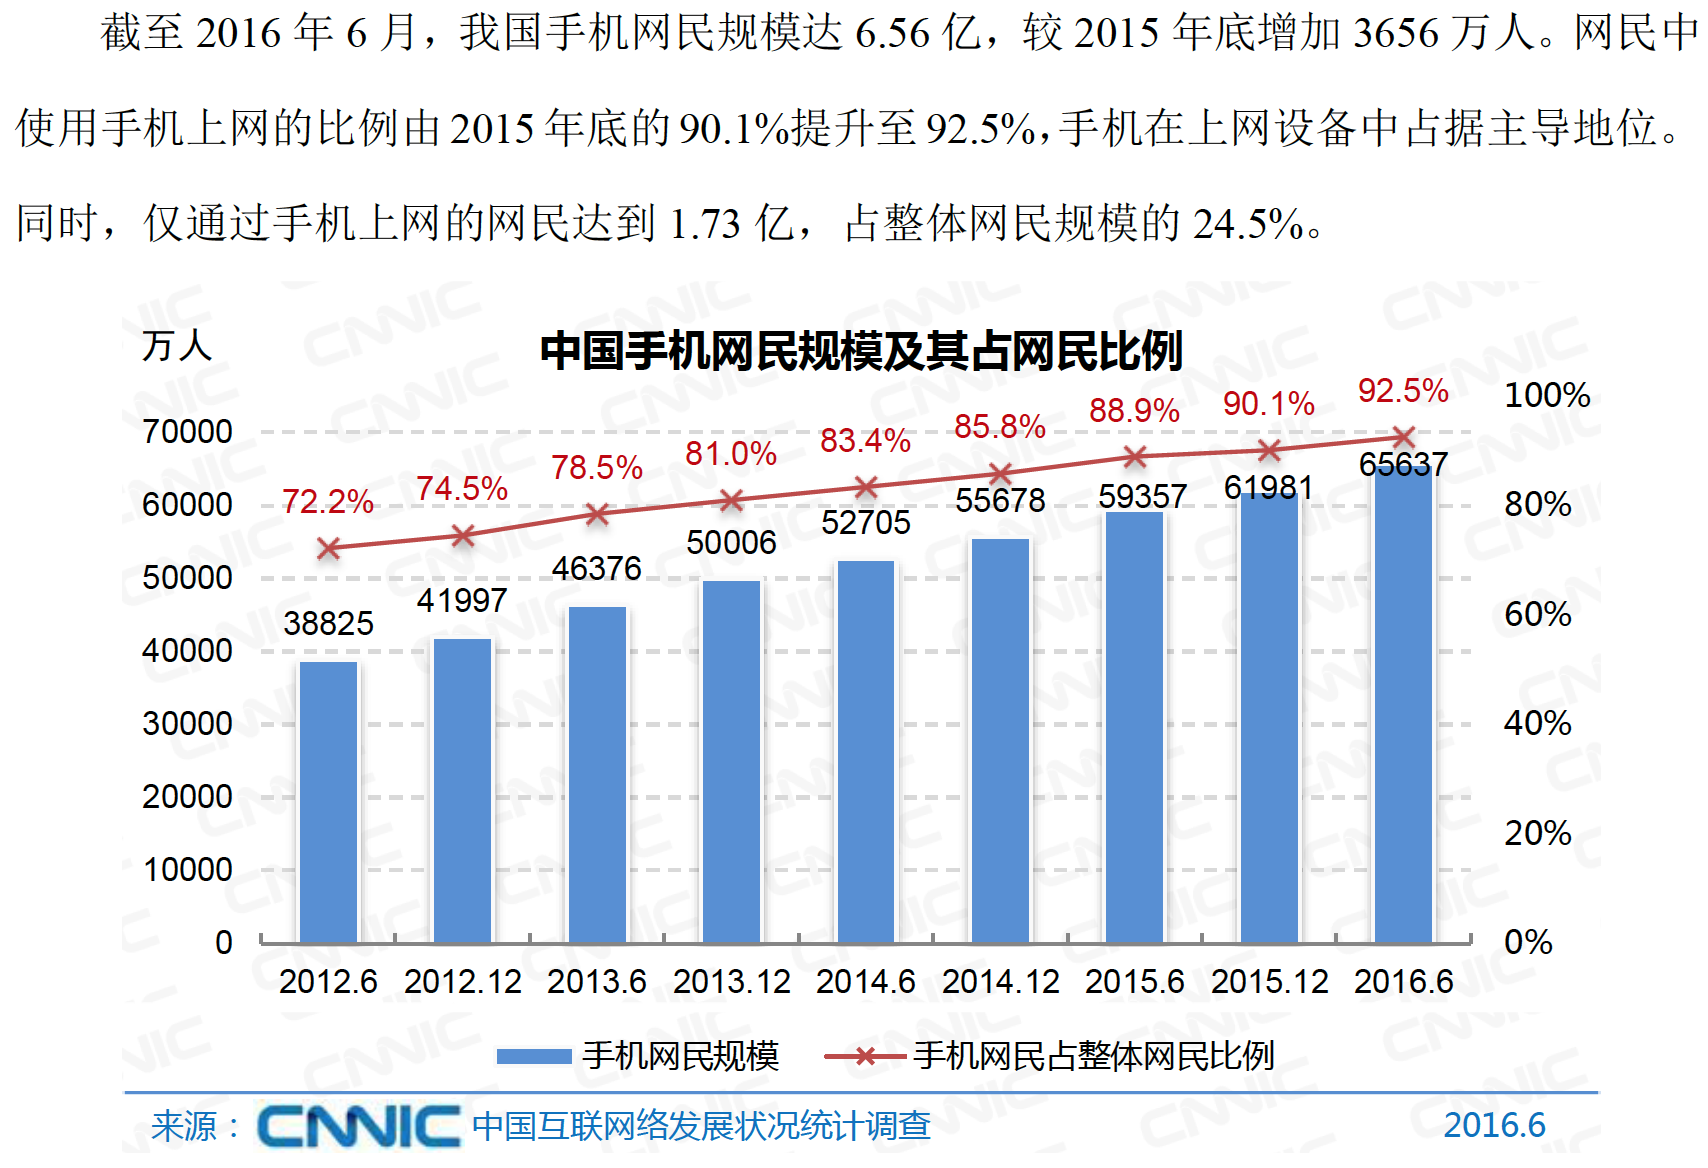 截至 2016 年 6 月，我国手机网民规模达 6.56 亿，较 2015 年底增加 3656 万人。网民中
使用手机上网的比例由 2015 年底的 90.1%提升至 92.5%，手机在上网设备中占据主导地位。
同时，仅通过手机上网的网民达到 1.73 亿，占整体网民规模的 24.5%。
万人
中国手机网民规模及其占网民比例
72.2% 74.5% 78.5% 81.0% 83.4% 85.8% 88.9% 90.1% 92.5%
38825 41997 46376 50006 52705 55678 59357 61981 65637
70000
60000
50000
40000
30000
20000
10000
0
100%
80%
60%
40%
20%
0%
2012.6 2012.12 2013.6 2013.12 2014.6 2014.12 2015.6 2015.12 2016.6
手机网民规模 手机网民占整体网民比例
来源：CNNIC 中国互联网络发展状况统计调查 2016.6